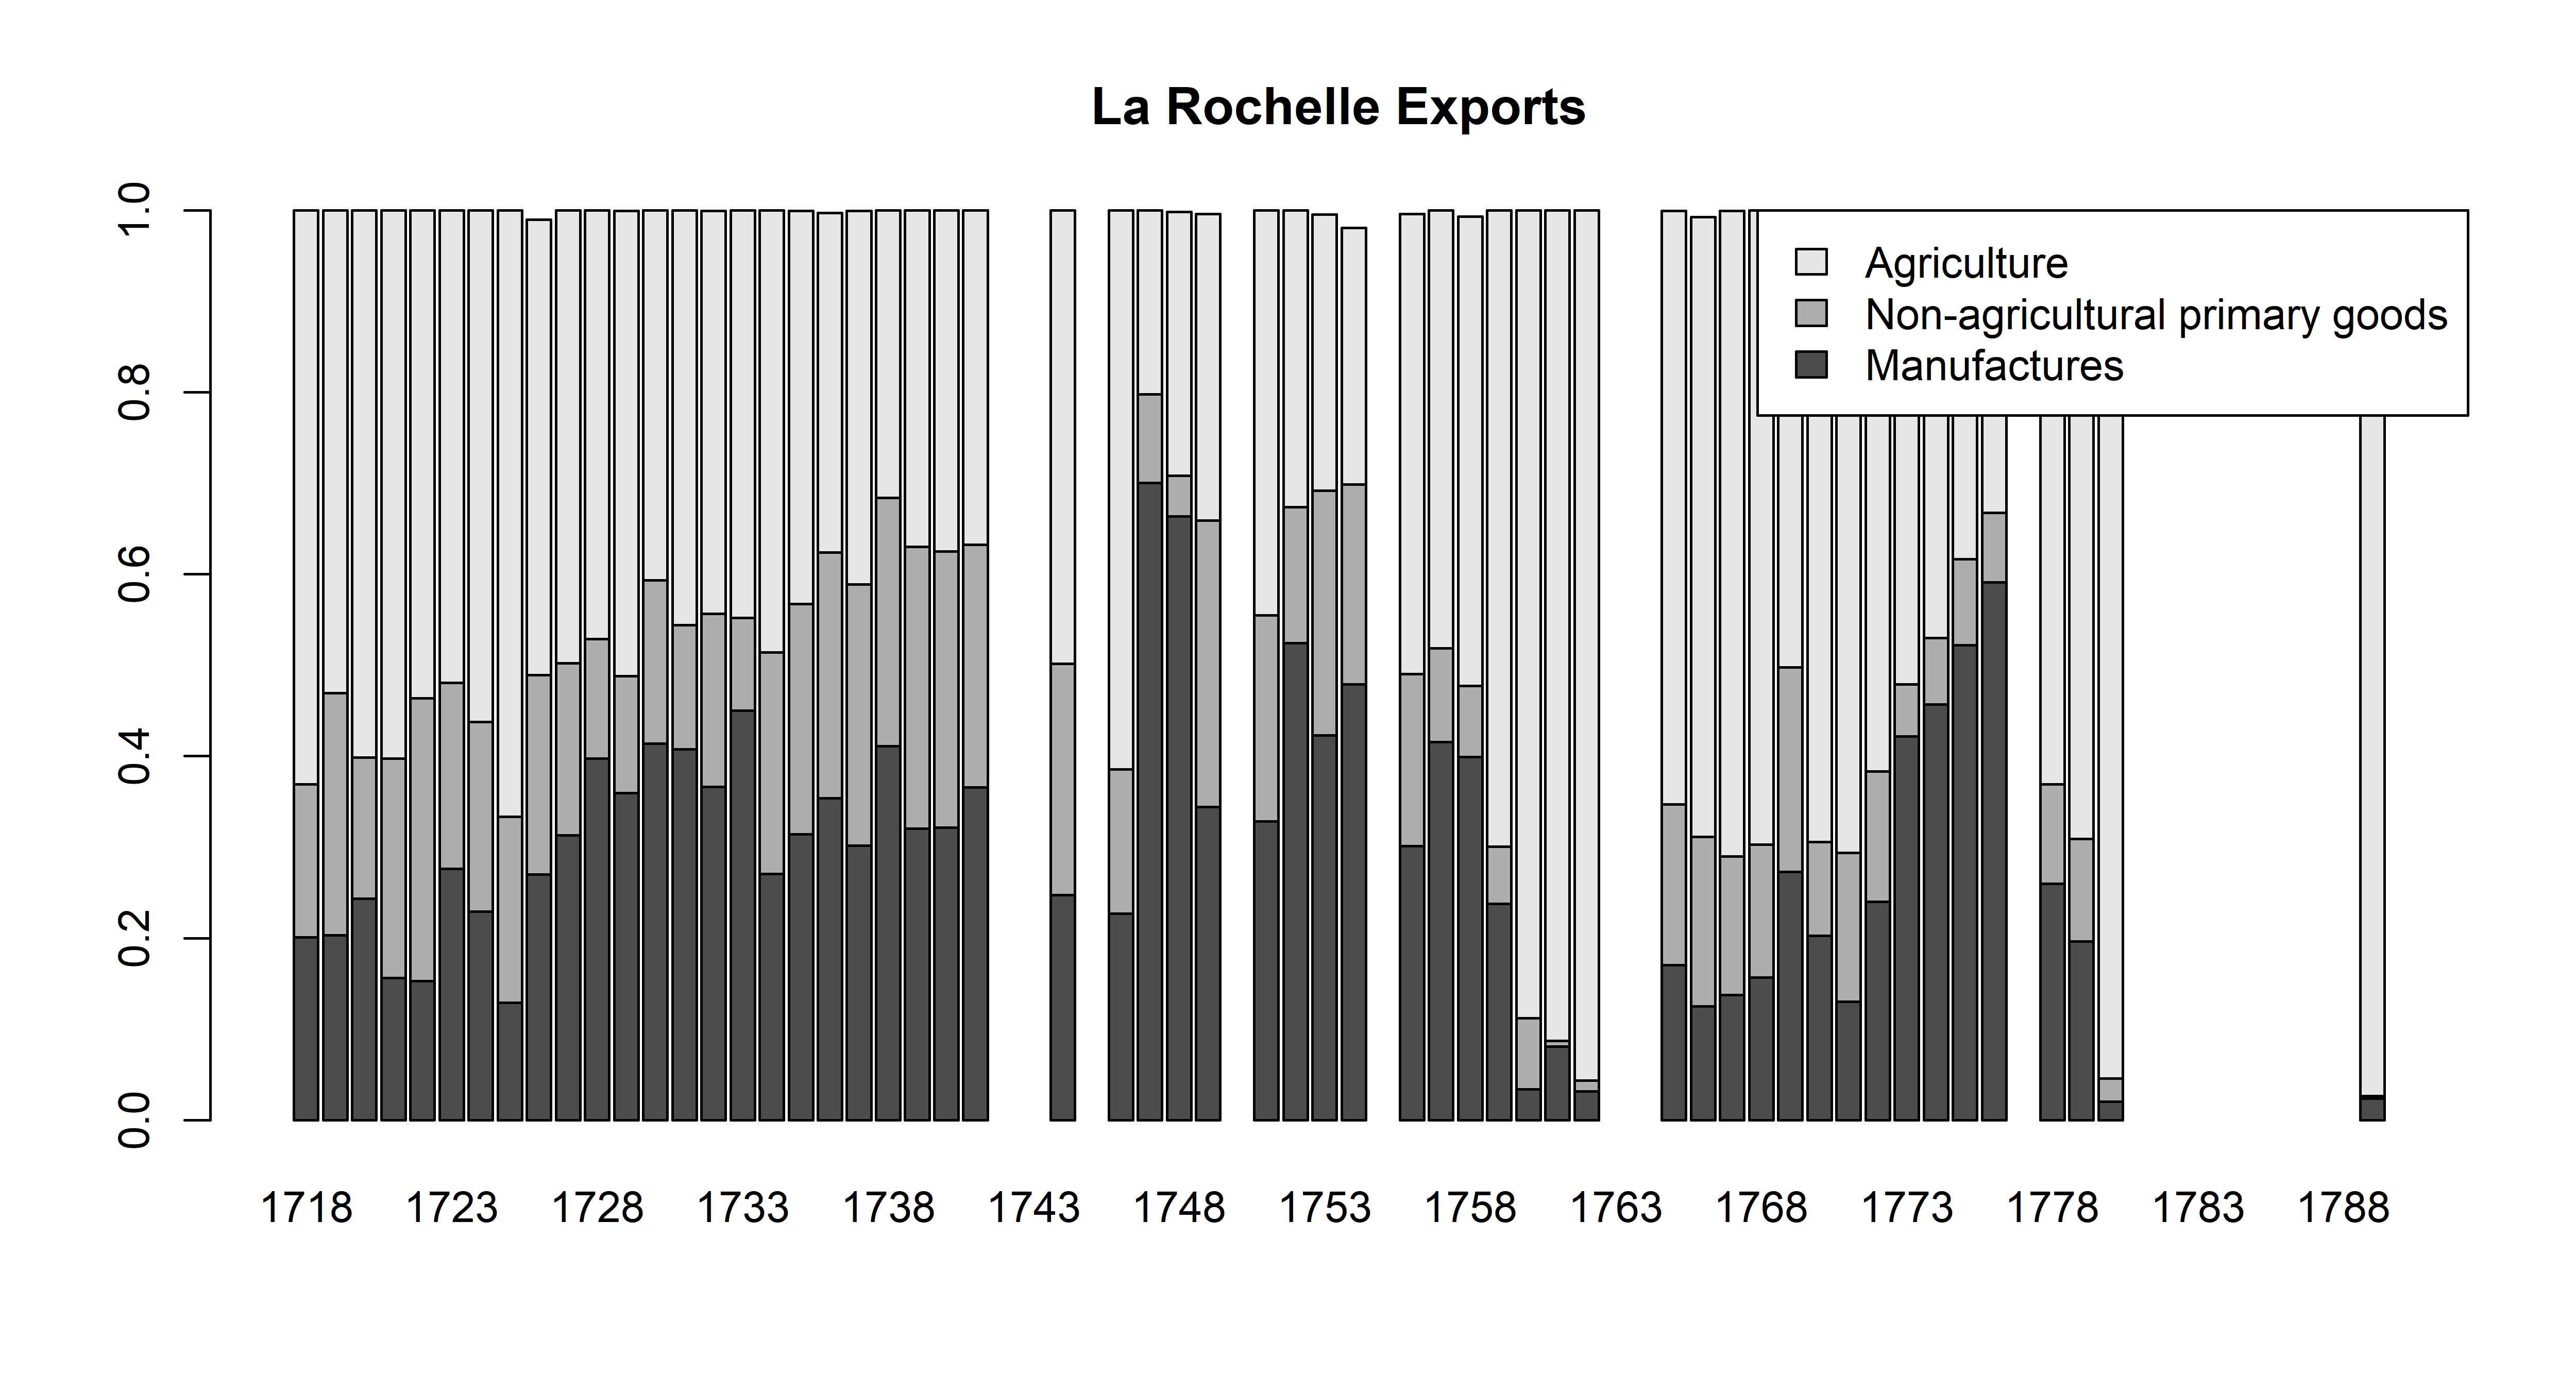 La Rochelle Exports
1.0
0.8
0.6
0.4
0.2
0.0
Agriculture
Non-agricultural primary goods
Manufactures
1718 1723 1728 1733 1738 1743 1748 1753 1758 1763 1768 1773 1778 1783 1788